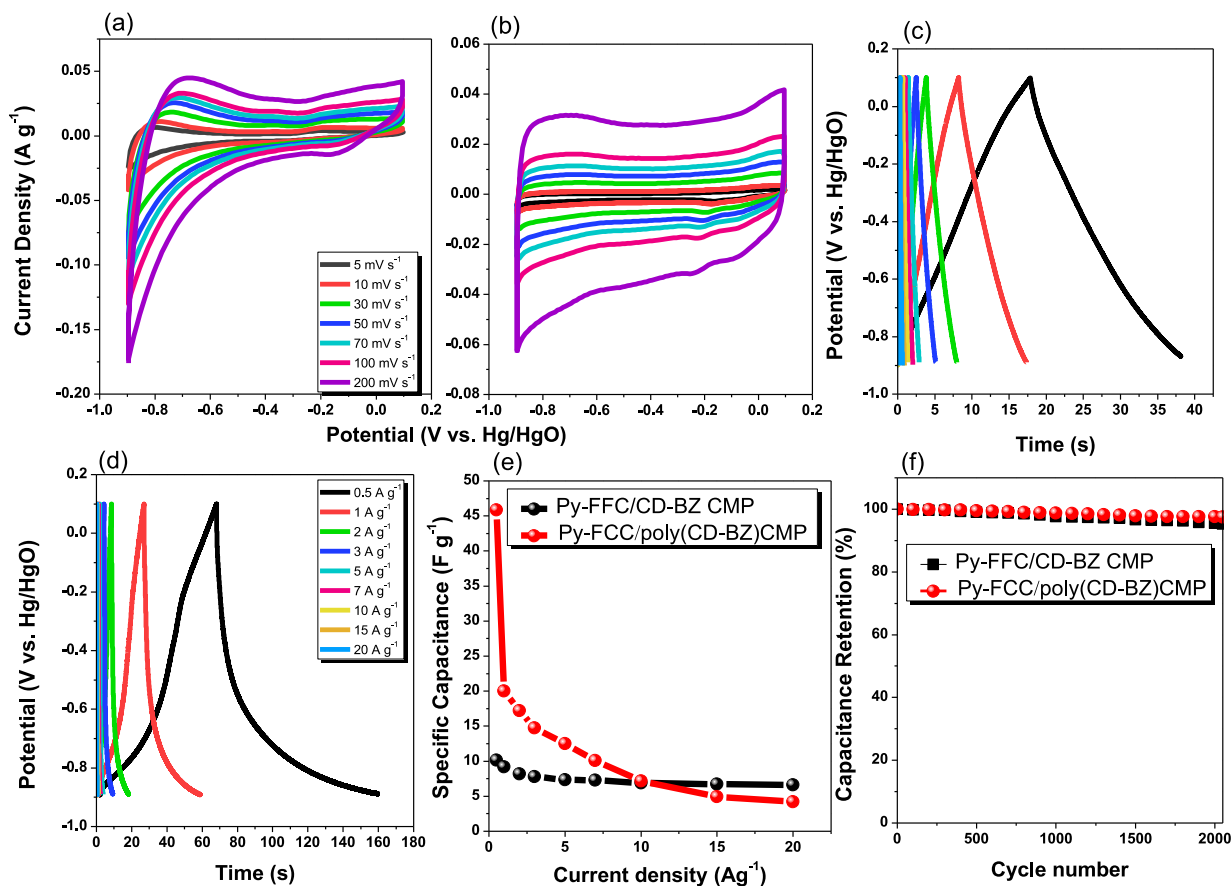 (a)
0.05
0.00
-0.05
-0.10
-0.15
-0.20
-1.0 -0.8 -0.6 -0.4 -0.2 0.0 0.2
Current Density (A g⁻¹)
5 mV s⁻¹
10 mV s⁻¹
30 mV s⁻¹
50 mV s⁻¹
70 mV s⁻¹
100 mV s⁻¹
200 mV s⁻¹
(b)
0.06
0.04
0.02
0.00
-0.02
-0.04
-0.06
-0.08
-1.0 -0.8 -0.6 -0.4 -0.2 0.0 0.2
Potential (V vs. Hg/HgO)
(c)
0.2
0.0
-0.2
-0.4
-0.6
-0.8
-1.0
0 5 10 15 20 25 30 35 40
Potential (V vs. Hg/HgO)
Time (s)
(d)
0.2
0.0
-0.2
-0.4
-0.6
-0.8
-1.0
0 20 40 60 80 100 120 140 160 180
Potential (V vs. Hg/HgO)
Time (s)
0.5 A g⁻¹
1 A g⁻¹
2 A g⁻¹
3 A g⁻¹
5 A g⁻¹
7 A g⁻¹
10 A g⁻¹
15 A g⁻¹
20 A g⁻¹
(e)
50
45
40
35
30
25
20
15
10
5
0
0 5 10 15 20
Specific Capacitance (F g⁻¹)
Current density (Ag⁻¹)
Py-FFC/CD-BZ CMP
Py-FCC/poly(CD-BZ)CMP
(f)
120
100
80
60
40
20
0
0 500 1000 1500 2000
Capacitance Retention (%)
Cycle number
Py-FFC/CD-BZ CMP
Py-FCC/poly(CD-BZ)CMP